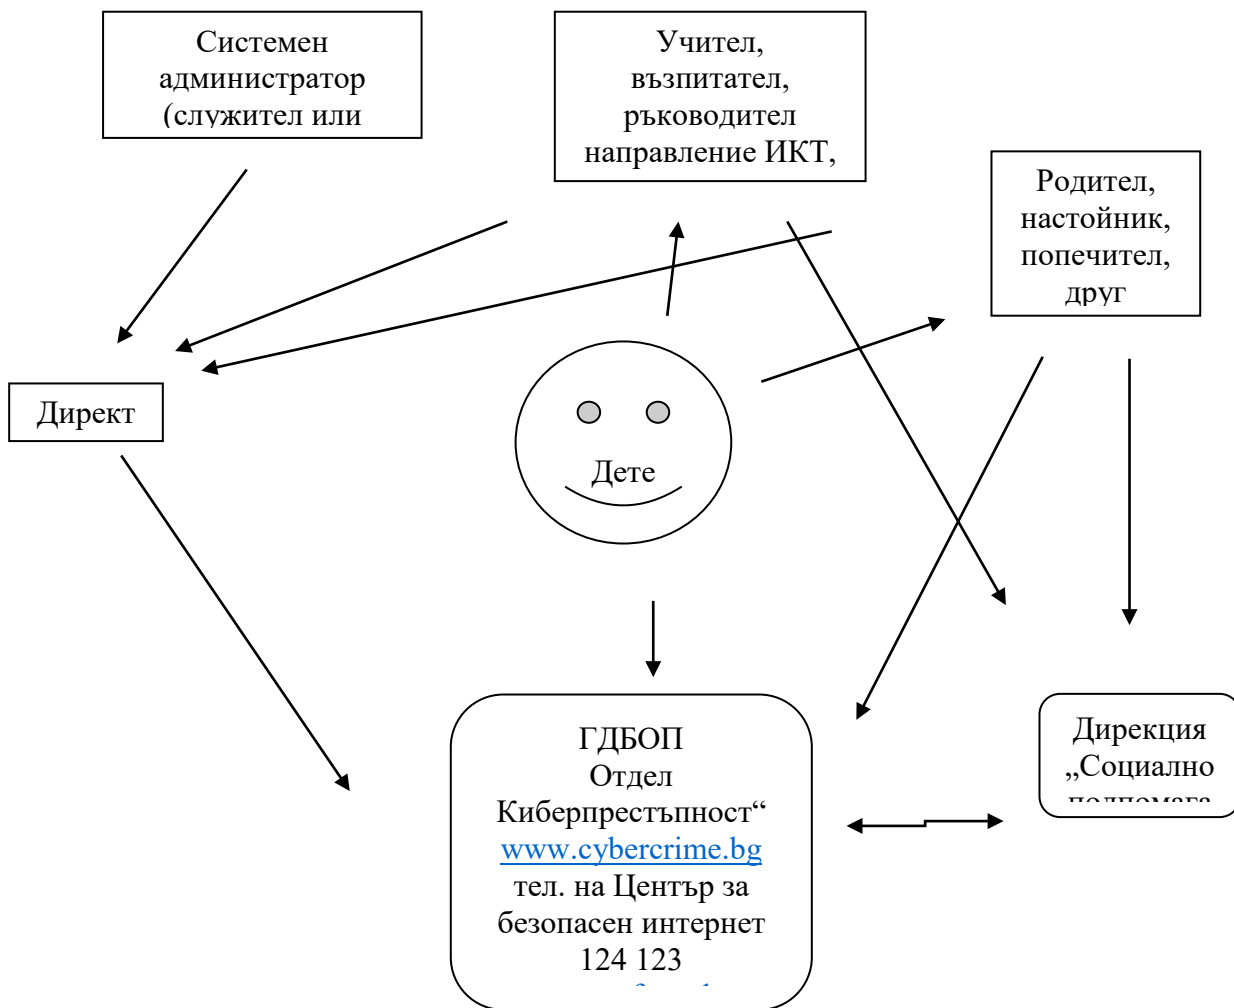 Системен
администратор
(служител или
Учител,
възпитател,
ръководител
направление ИКТ,
Родител,
настойник,
попечител,
друг
Директ
Дете
ГДБОП
Отдел
Киберпрестъпност“
www.cybercrime.bg
тел. на Център за
безопасен интернет
124 123
Дирекция
„Социално
подпомага